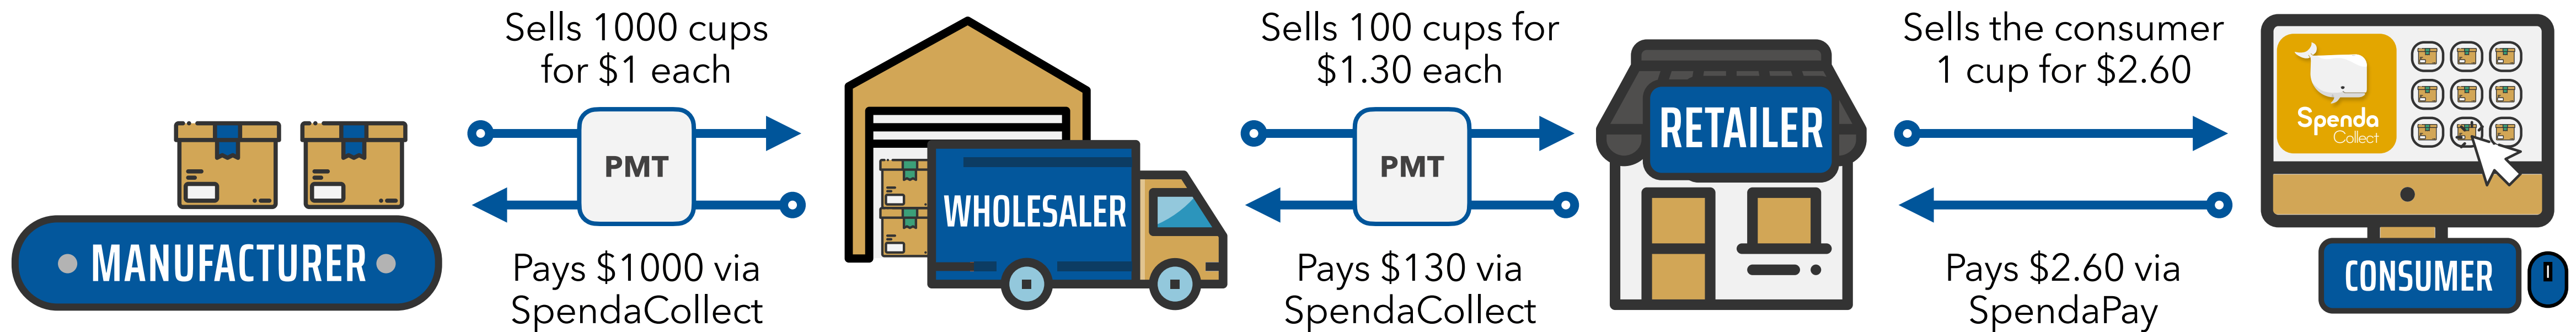 Sells 1000 cups
for $1 each
PMT
Pays $1000 via
SpendaCollect
MANUFACTURER
WHOLESALER
Sells 100 cups for
$1.30 each
PMT
Pays $130 via
SpendaCollect
RETAILER
Sells the consumer
1 cup for $2.60
Pays $2.60 via
SpendaPay
Spenda
Collect
CONSUMER